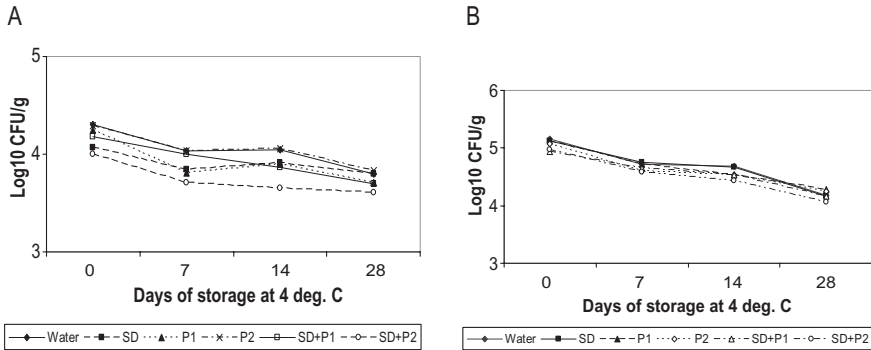 A
5
4
3
Log10 CFU/g
0 7 14 28
Days of storage at 4 deg. C
Water SD P1 P2 SD+P1 SD+P2
B
6
5
4
3
Log10 CFU/g
0 7 14 28
Days of storage at 4 deg. C
Water SD P1 P2 SD+P1 SD+P2